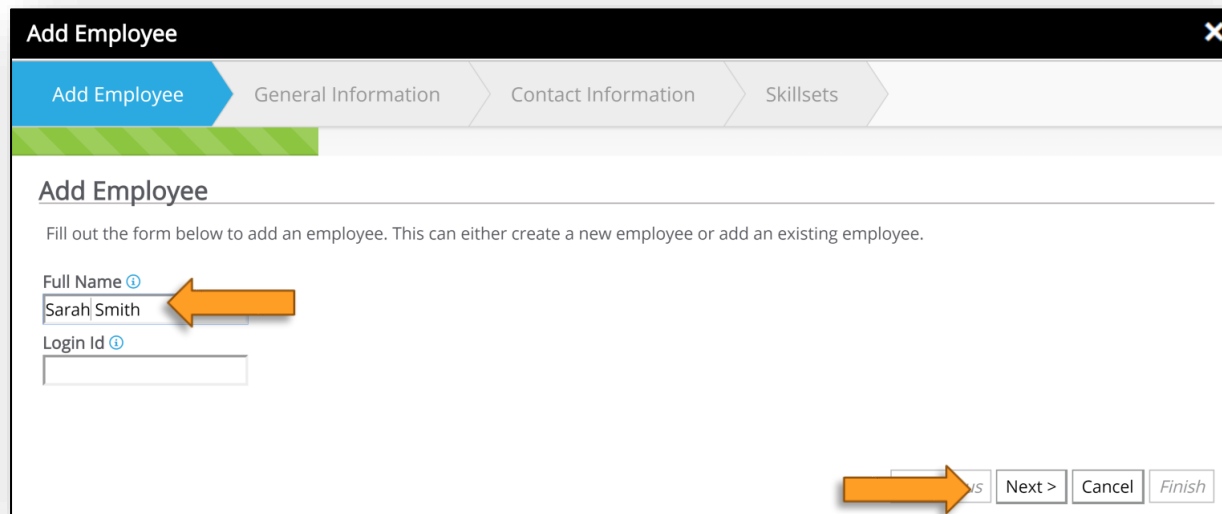 Add Employee
Add Employee General Information Contact Information Skillsets
Add Employee
Fill out the form below to add an employee. This can either create a new employee or add an existing employee.
Full Name
Sarah Smith
Login Id
Next > Cancel Finish